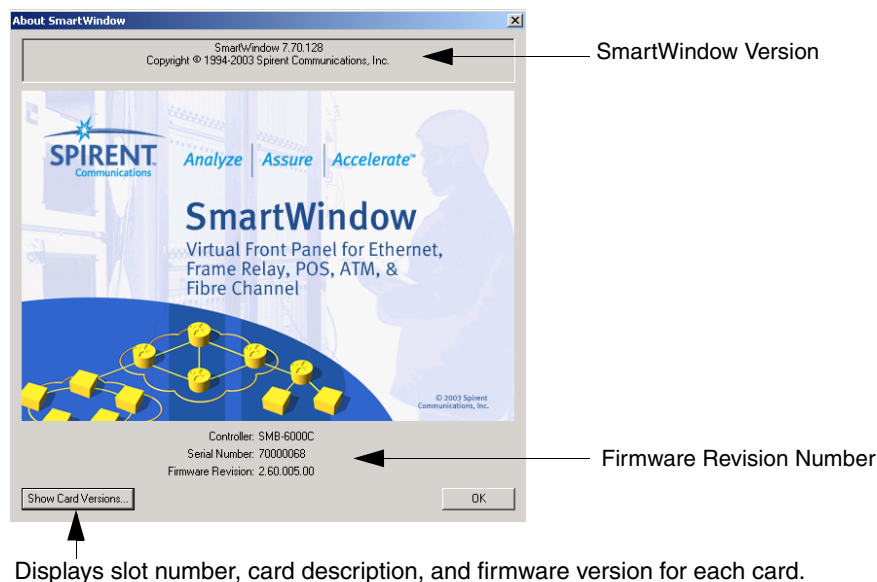 About SmartWindow
SmartWindow 7.70.128
Copyright © 1994-2003 Spirent Communications, Inc.
SmartWindow Version
SPIRENT
Communications
Analyze | Assure | Accelerate™
SmartWindow
Virtual Front Panel for Ethernet,
Frame Relay, POS, ATM, &
Fibre Channel
© 2003 Spirent
Communications, Inc.
Controller: SMB-6000C
Serial Number: 70000068
Firmware Revision: 2.60.005.00
Firmware Revision Number
Show Card Versions...
OK
Displays slot number, card description, and firmware version for each card.